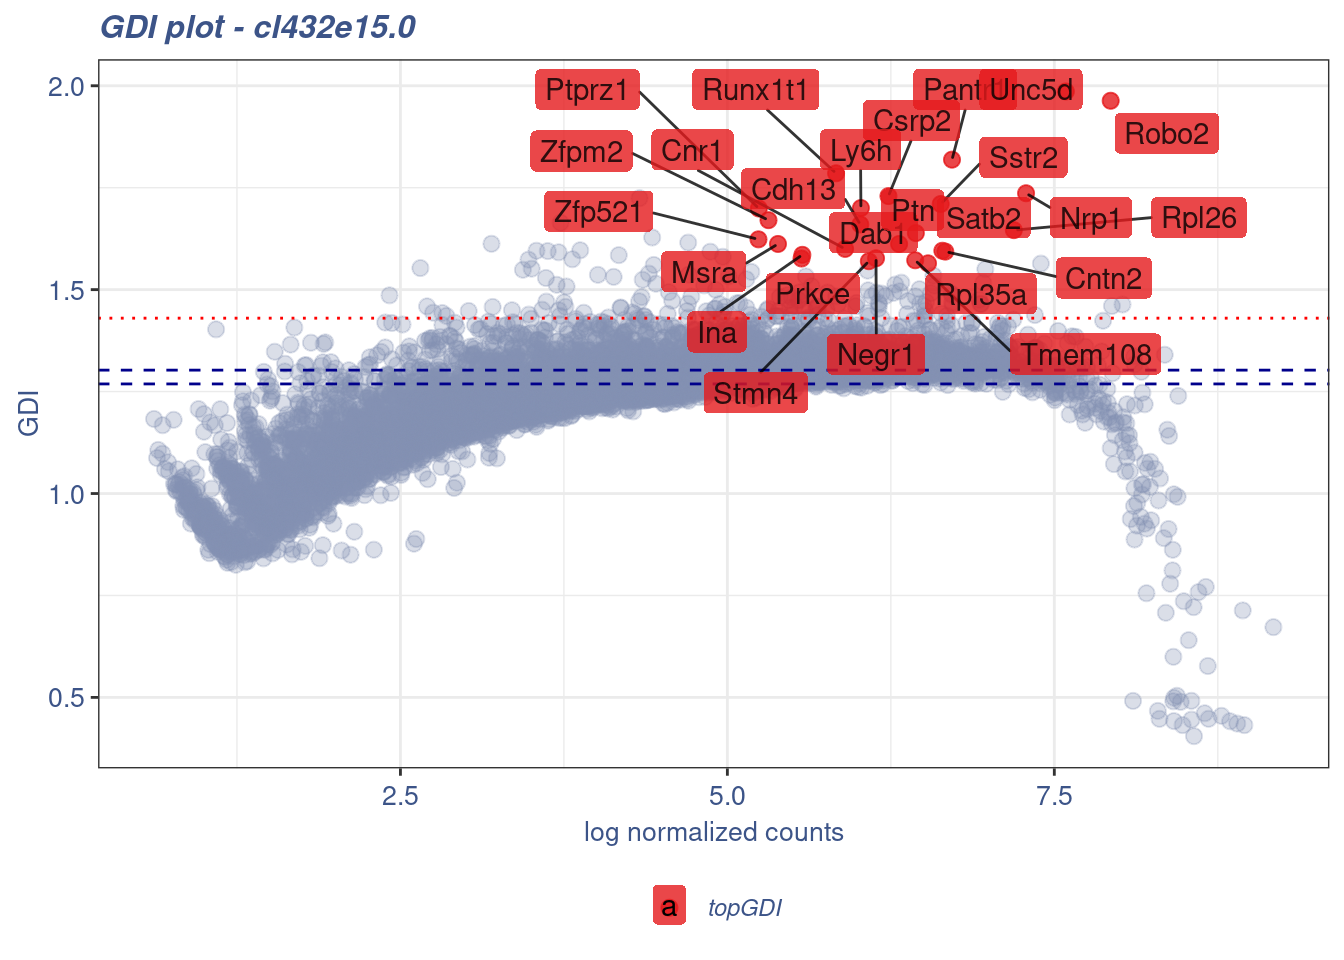 GDI plot - cl432e15.0
2.0
1.5
1.0
0.5
GDI
Ptprz1
Runx1t1
Unc5d
Csrp2
Robo2
Zfpm2
Cnr1
Ly6h
Sstr2
Cdh13
Zfp521
Ptn
Satb2
Nrp1
Rpl26
Dab1
Msra
Prkce
Rpl35a
Cntn2
Ina
Negr1
Tmem108
Stmn4
2.5
5.0
7.5
log normalized counts
a topGDI